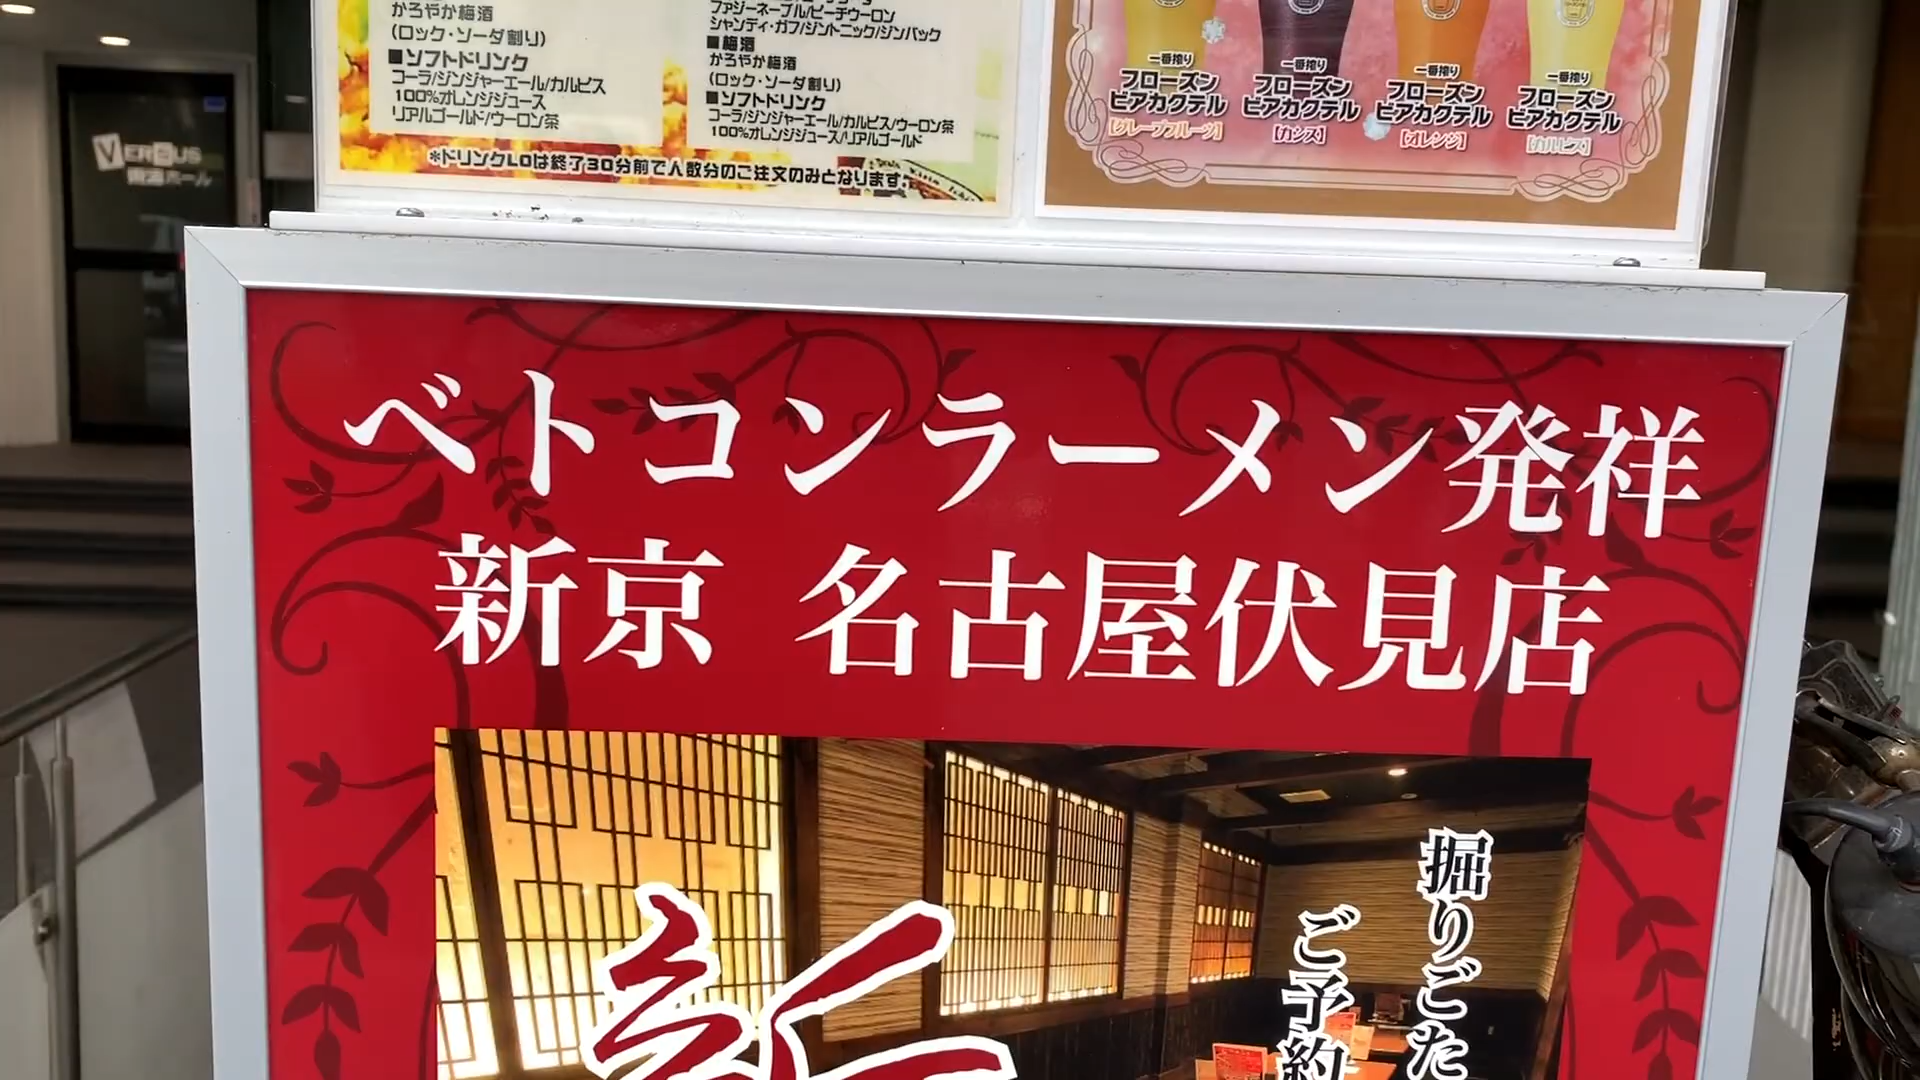 かろやか梅酒
(ロック・ソーダ割り)
■ソフトドリンク
コーラ/ジンジャーエール/カルピス
100%オレンジジュース
リアルゴールド/ウーロン茶
ファジーネーブル/ピーチウーロン
シャンディ・ガフ/ジントニック/ジンバック
■梅酒
かろやか梅酒
(ロック・ソーダ割り)
■ソフトドリンク
コーラ/ジンジャーエール/カルピス/ウーロン茶
100%オレンジジュース/リアルゴールド
*ドリンクLOは終了30分前で人数分のご注文のみとなります。
一番搾り
フローズン
ビアカクテル
[グレープフルーツ]
一番搾り
フローズン
ビアカクテル
[カシス]
一番搾り
フローズン
ビアカクテル
[オレンジ]
一番搾り
フローズン
ビアカクテル
[カルピス]
ベトコンラーメン発祥
新京 名古屋伏見店
掘りごた
ご予約